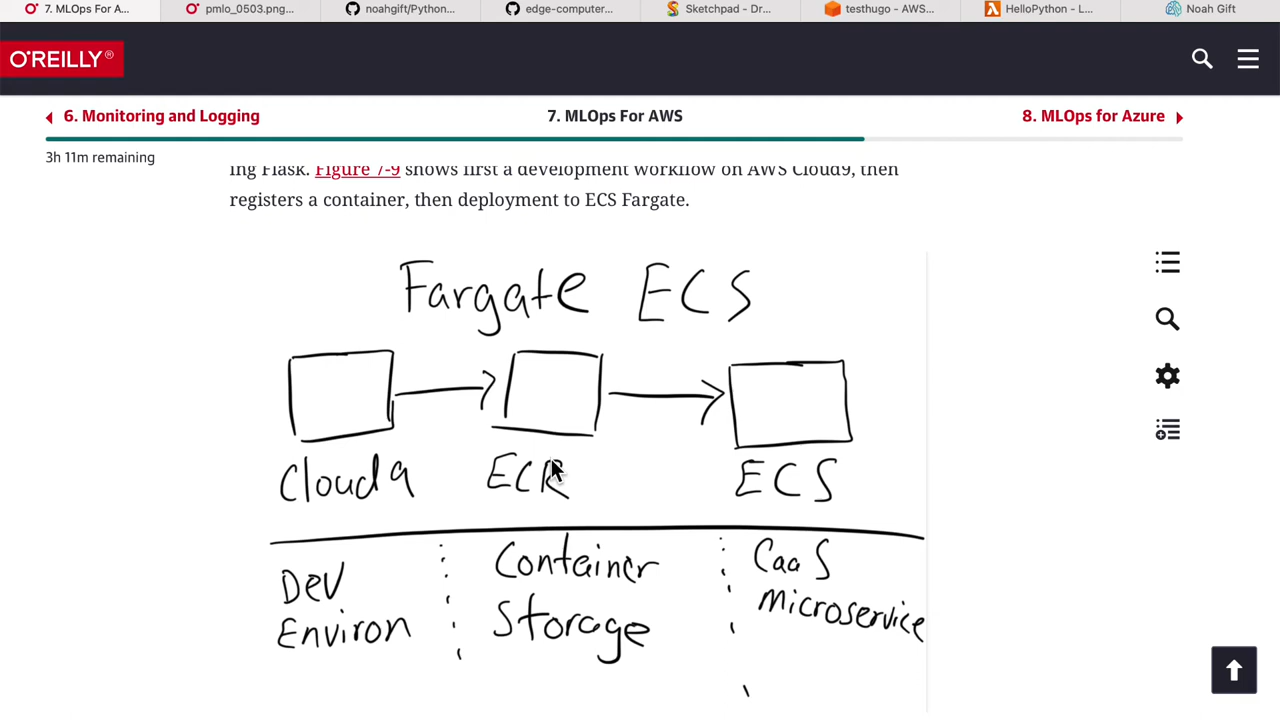 7. MLOps For A...
pmlo_0503.png...
noahgift/Python...
edge-computer...
Sketchpad - Dr...
testhugo - AWS...
HelloPython - L...
Noah Gift
O'REILLY®
6. Monitoring and Logging
7. MLOps For AWS
8. MLOps for Azure
3h 11m remaining
ing Flask. Figure 7-9 shows first a development workflow on AWS Cloud9, then
registers a container, then deployment to ECS Fargate.
Fargate ECS
Cloud9
ECR
ECS
Dev
Environ
Container
Storage
CaaS
Microservice